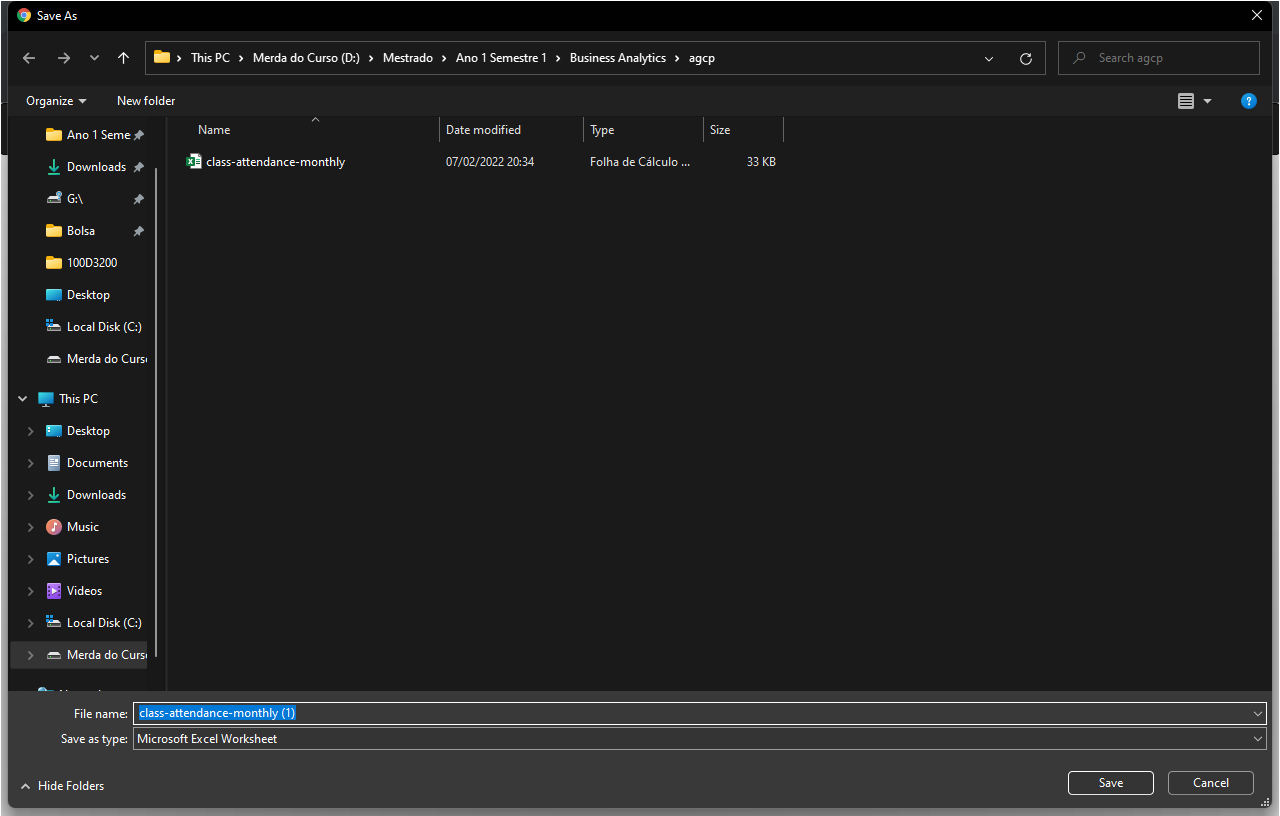 Save As
This PC > Merda do Curso (D:) > Mestrado > Ano 1 Semestre 1 > Business Analytics > agcp
Search agcp
Organize
New folder
?
Name
Date modified
Type
Size
class-attendance-monthly
07/02/2022 20:34
Folha de Cálculo ...
33 KB
Ano 1 Seme
Downloads
G:\
Bolsa
100D3200
Desktop
Local Disk (C:)
Merda do Curs
This PC
Desktop
Documents
Downloads
Music
Pictures
Videos
Local Disk (C:)
Merda do Curs
File name: class-attendance-monthly (1)
Save as type: Microsoft Excel Worksheet
Hide Folders
Save
Cancel